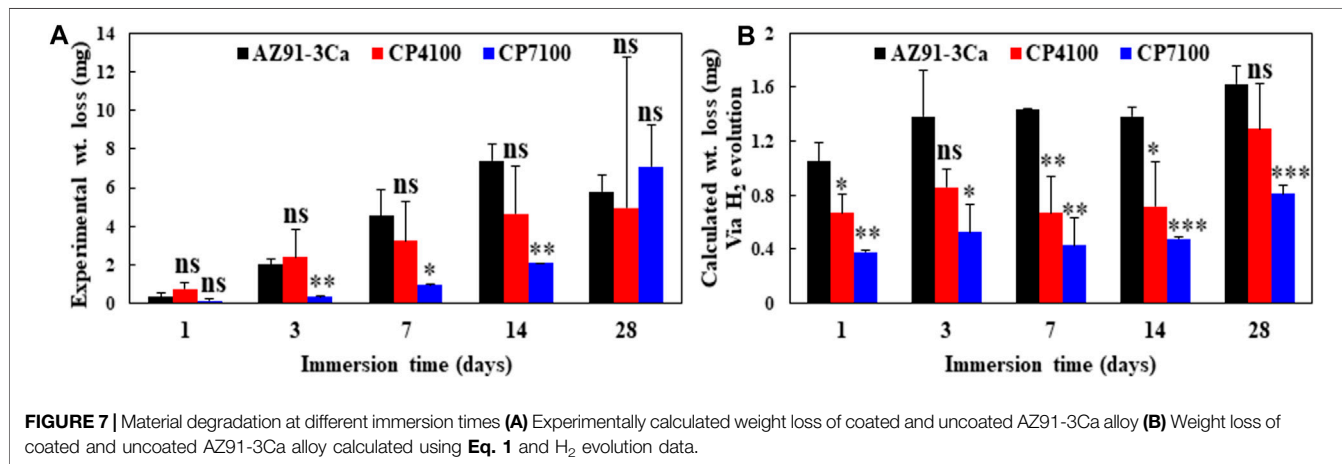 A
14
12
10
8
6
4
2
0
Experimental wt. loss (mg)
AZ91-3Ca CP4100 CP7100
ns ns
ns **
ns *
ns **
ns ns
1 3 7 14 28
Immersion time (days)
B
2
1.6
1.2
0.8
0.4
0
Calculated wt. loss (mg)
Via H₂ evolution
AZ91-3Ca CP4100 CP7100
* **
ns *
** **
* ***
ns ***
1 3 7 14 28
Immersion time (days)
FIGURE 7 | Material degradation at different immersion times (A) Experimentally calculated weight loss of coated and uncoated AZ91-3Ca alloy (B) Weight loss of
coated and uncoated AZ91-3Ca alloy calculated using Eq. 1 and H₂ evolution data.